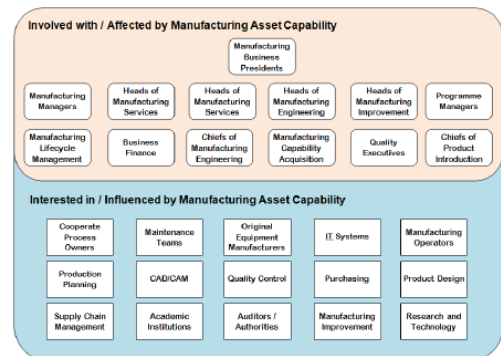 Involved with / Affected by Manufacturing Asset Capability
Manufacturing
Business
Presidents
Manufacturing
Managers
Heads of
Manufacturing
Services
Heads of
Manufacturing
Services
Heads of
Manufacturing
Engineering
Heads of
Manufacturing
Improvement
Programme
Managers
Manufacturing
Lifecycle
Management
Business
Finance
Chiefs of
Manufacturing
Engineering
Manufacturing
Capability
Acquisition
Quality
Executives
Chiefs of
Product
Introduction
Interested in / Influenced by Manufacturing Asset Capability
Cooperate
Process
Owners
Maintenance
Teams
Original
Equipment
Manufacturers
IT Systems
Manufacturing
Operators
Production
Planning
CAD/CAM
Quality Control
Purchasing
Product Design
Supply Chain
Management
Academic
Institutions
Auditors /
Authorities
Manufacturing
Improvement
Research and
Technology